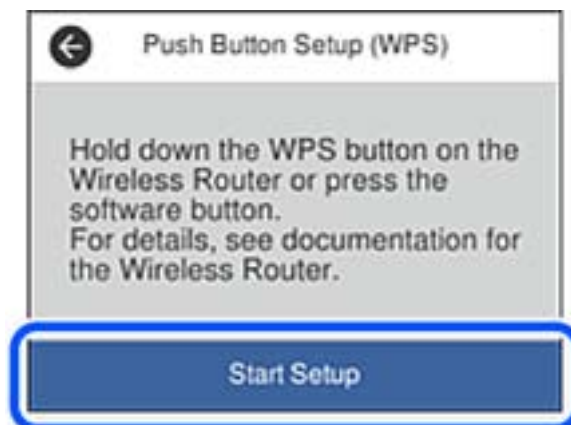 Push Button Setup (WPS)
Hold down the WPS button on the
Wireless Router or press the
software button.
For details, see documentation for
the Wireless Router.
Start Setup